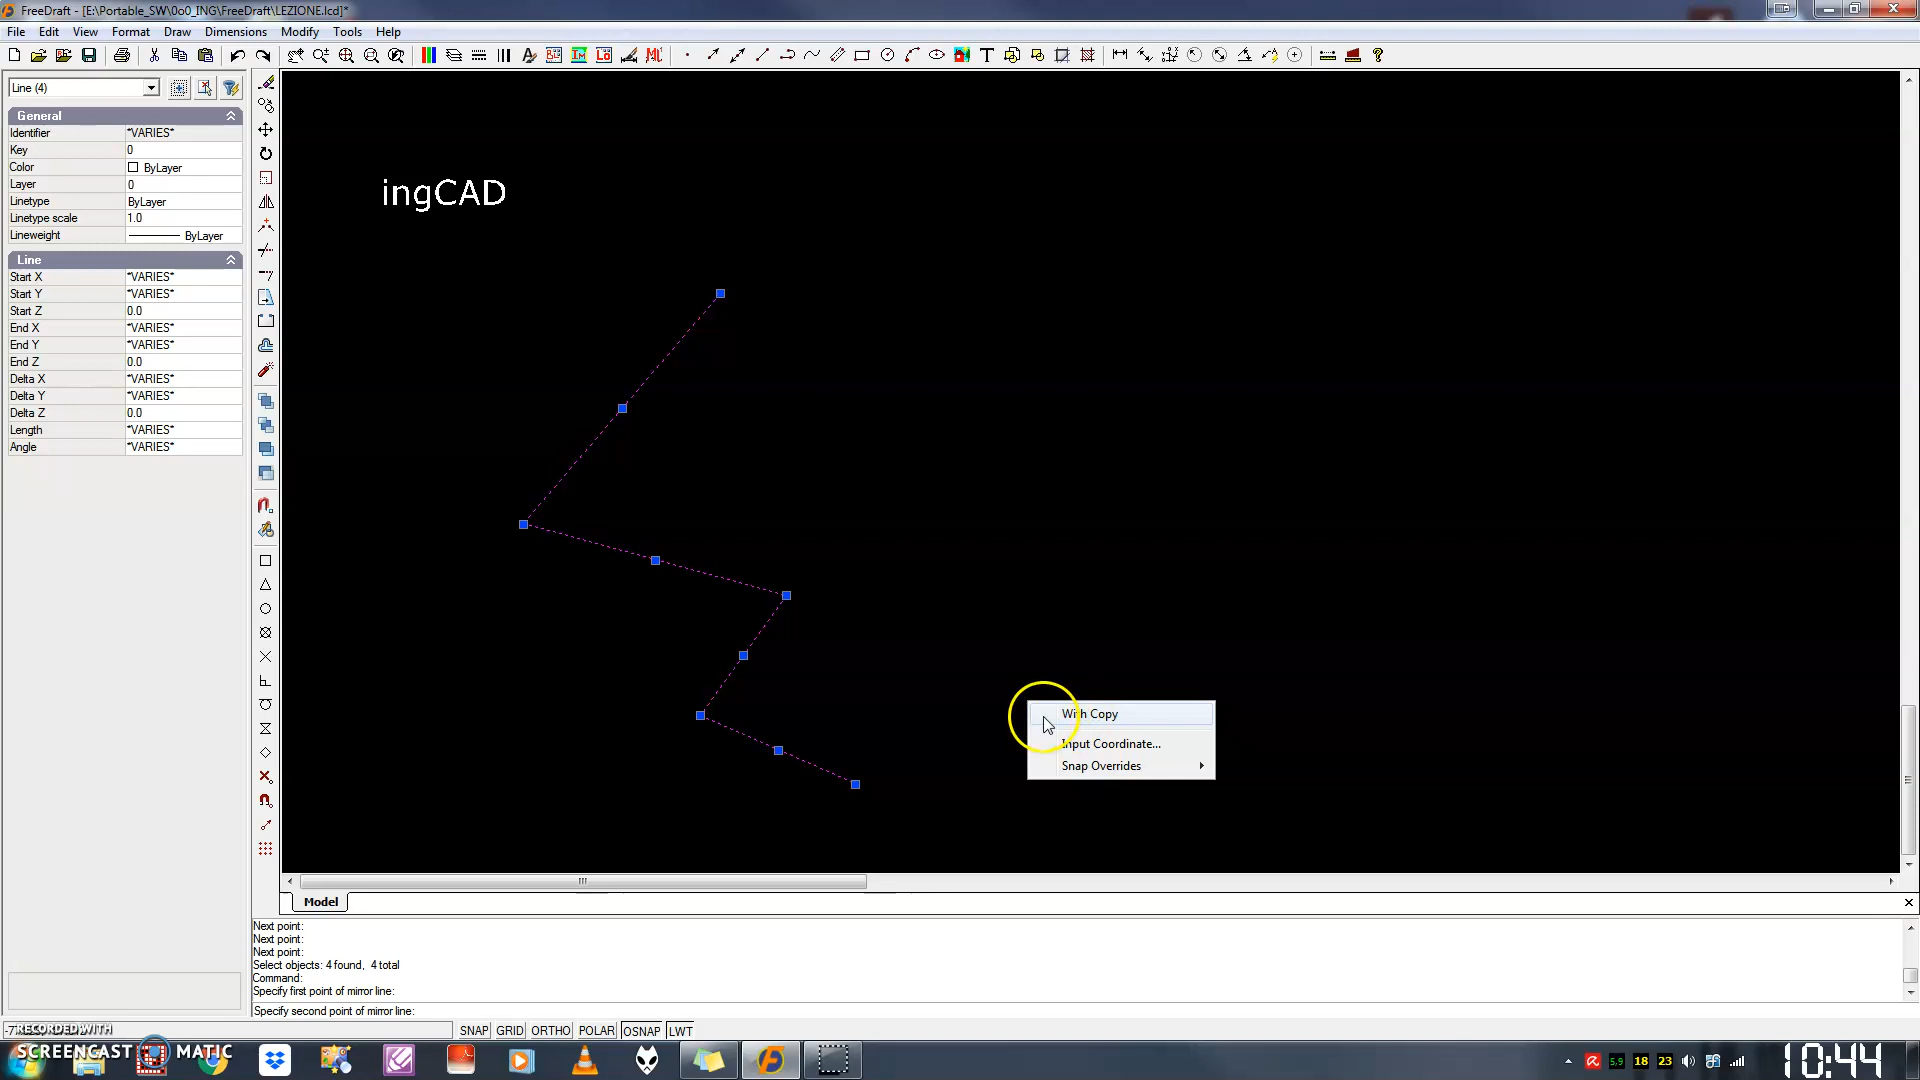 FreeDraft - [E:\Portable_SW\0o0_ING\FreeDraft\LEZIONE.lcd]*
File Edit View Format Draw Dimensions Modify Tools Help
Line (4)
General
Identifier *VARIES*
Key 0
Color ByLayer
Layer 0
Linetype ByLayer
Linetype scale 1.0
Lineweight ByLayer
Line
Start X *VARIES*
Start Y *VARIES*
Start Z 0.0
End X *VARIES*
End Y *VARIES*
End Z 0.0
Delta X *VARIES*
Delta Y *VARIES*
Delta Z 0.0
Length *VARIES*
Angle *VARIES*
ingCAD
With Copy
Input Coordinate...
Snap Overrides
Model
Next point:
Next point:
Next point:
Select objects: 4 found, 4 total
Command:
Specify first point of mirror line:
Specify second point of mirror line:
SNAP GRID ORTHO POLAR OSNAP LWT
RECORDED WITH
SCREENCAST MATIC
5,9 18 23
10:44